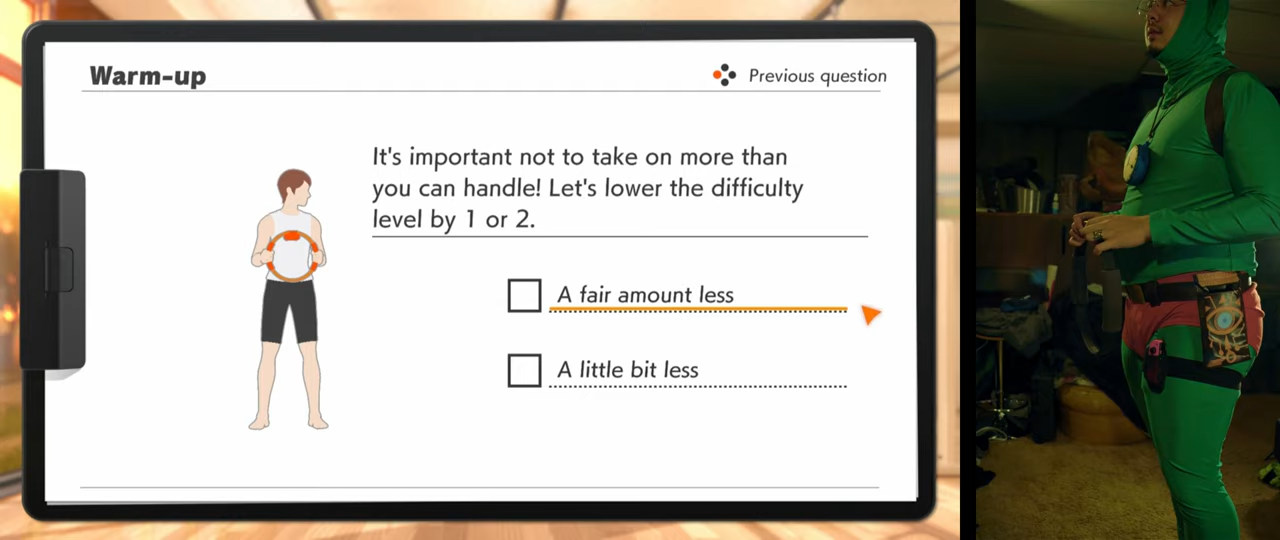 Warm-up
Previous question
It's important not to take on more than
you can handle! Let's lower the difficulty
level by 1 or 2.
A fair amount less
A little bit less